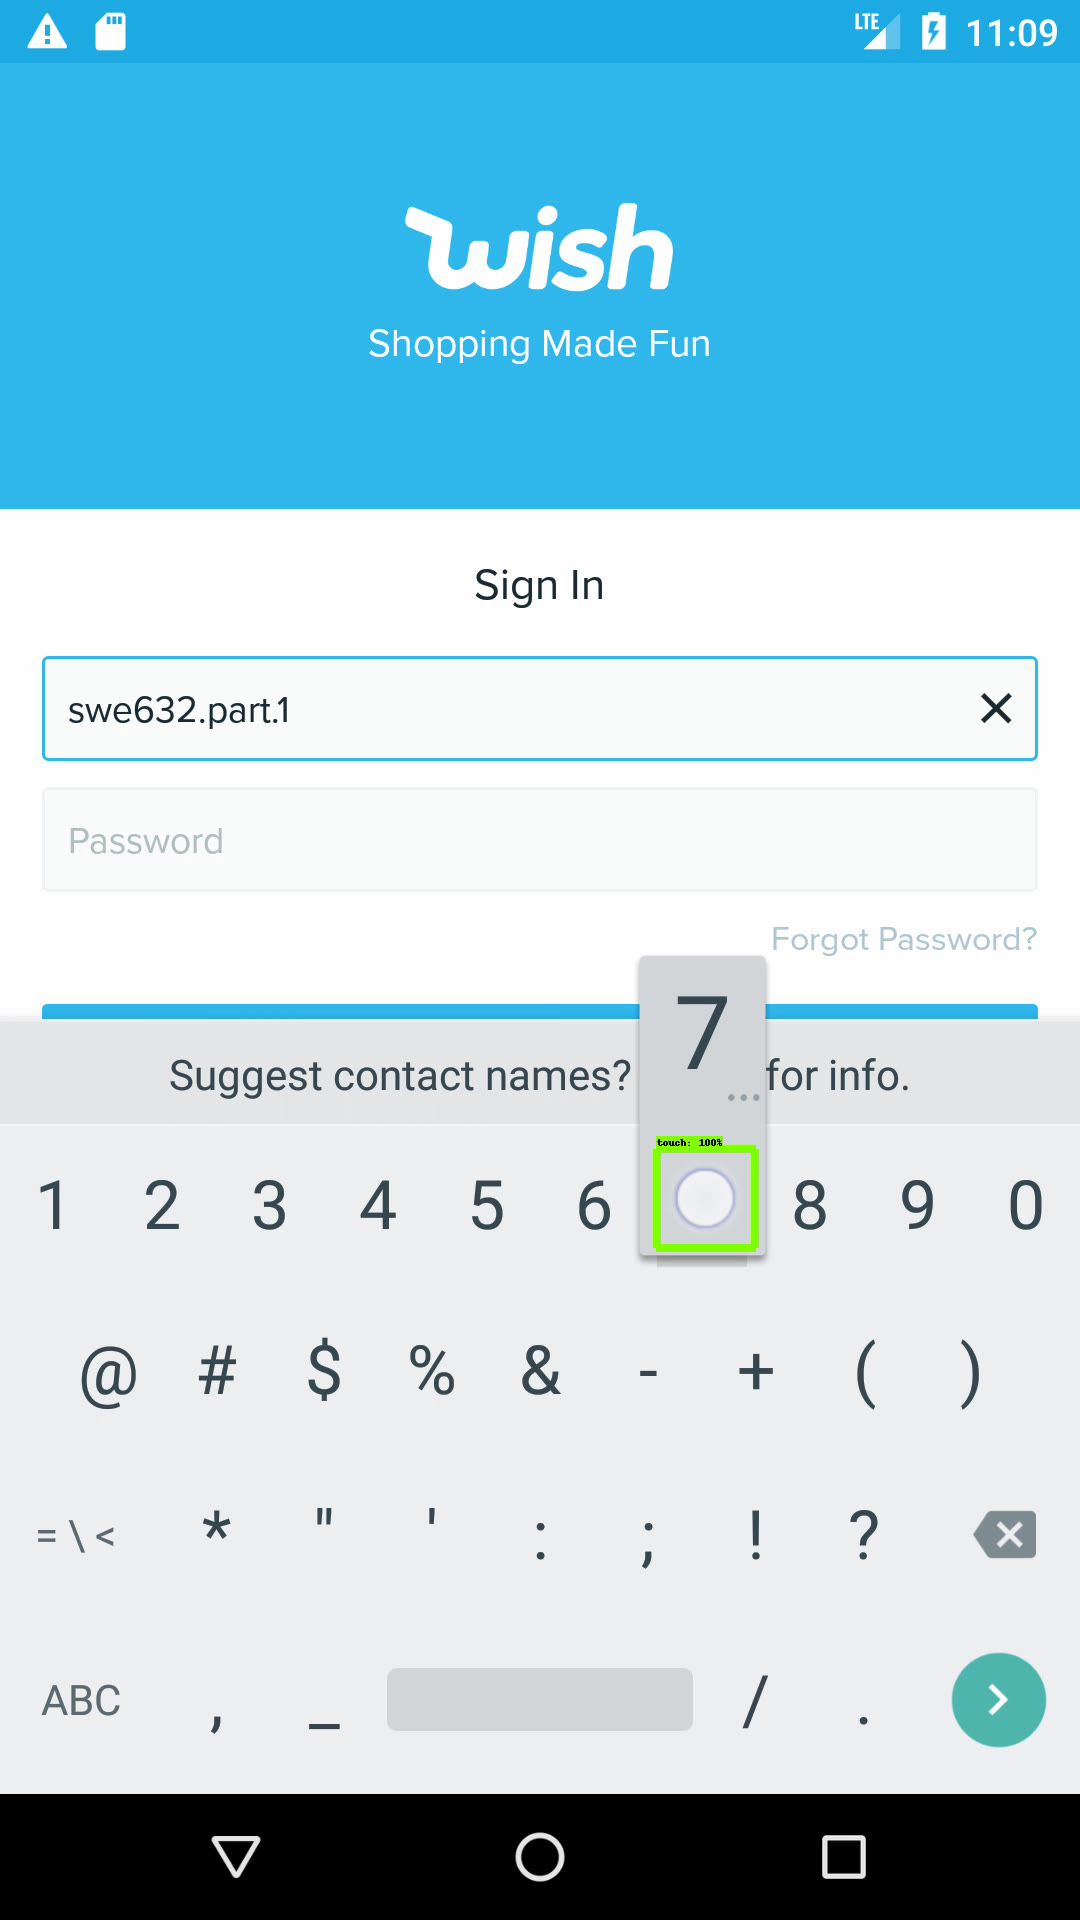 LTE 11:09
wish
Shopping Made Fun
Sign In
swe632.part.1
Password
Forgot Password?
7
Suggest contact names? for info.
touch: 100%
1 2 3 4 5 6 8 9 0
@ # $ % & - + ( )
= \ < * " ' : ; ! ?
ABC , _ / .